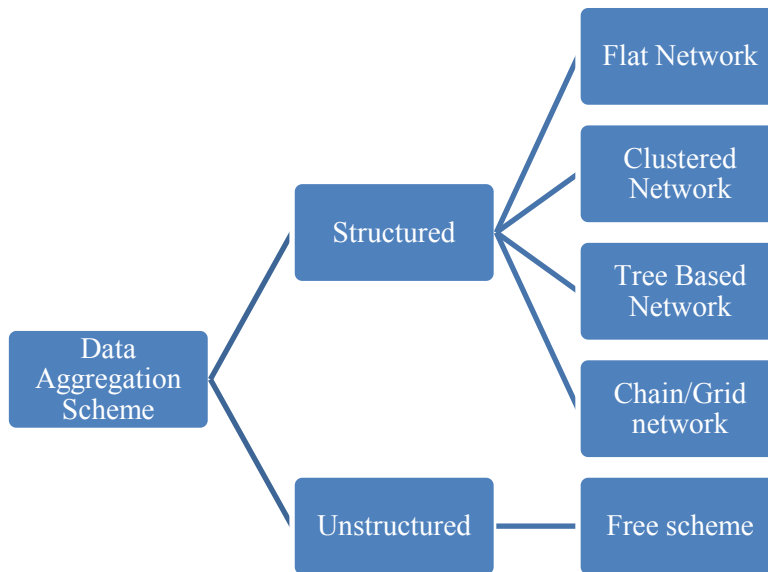 Data
Aggregation
Scheme
Structured
Flat Network
Clustered
Network
Tree Based
Network
Chain/Grid
network
Unstructured
Free scheme